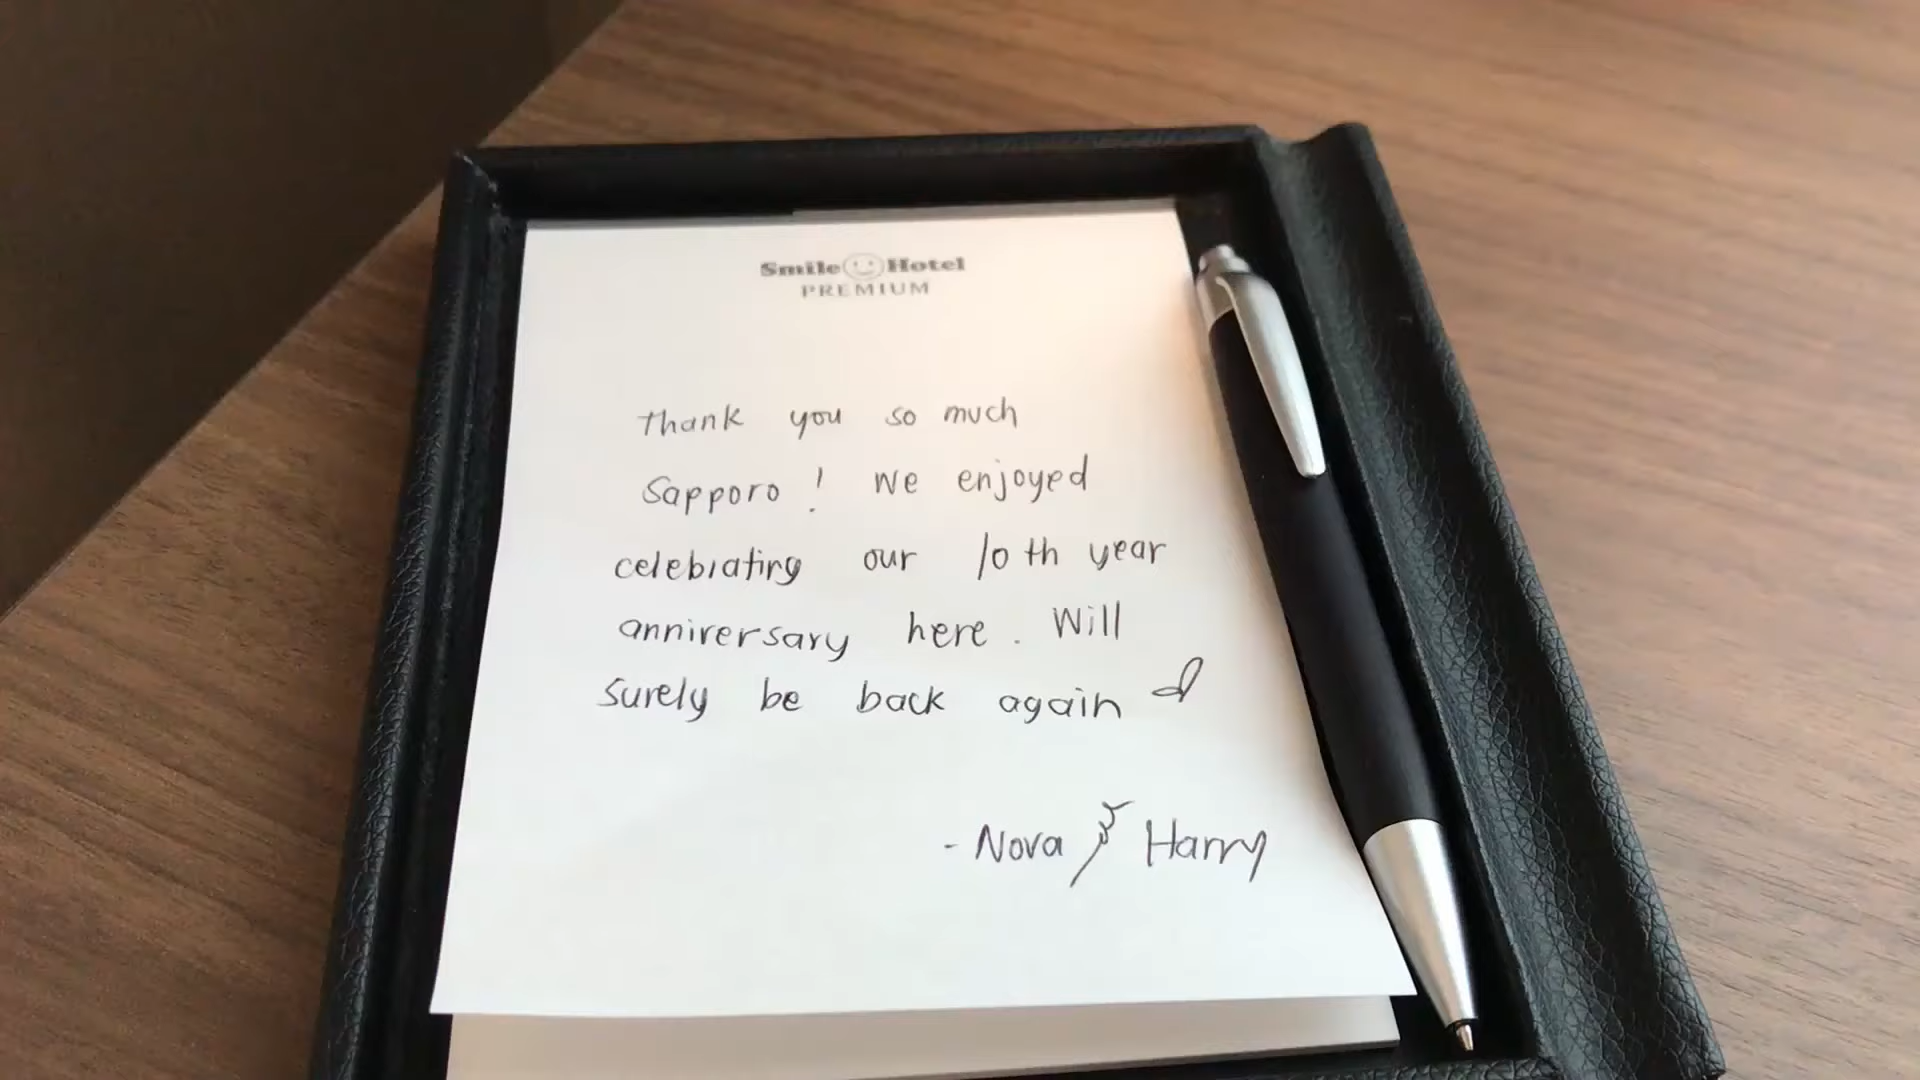 Smile Hotel
PREMIUM
Thank you so much
Sapporo! We enjoyed
celebrating our 10th year
anniversary here. Will
surely be back again
- Nova & Harry